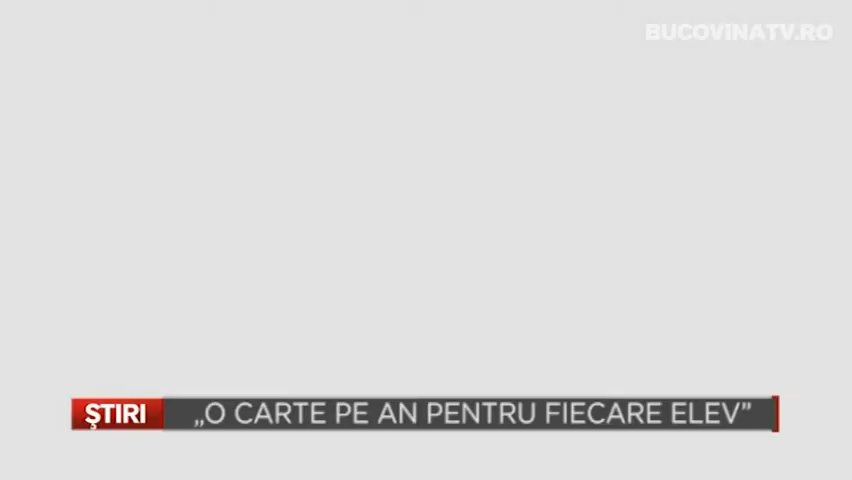 BUCOVINATV.RO
ŞTIRI „O CARTE PE AN PENTRU FIECARE ELEV”